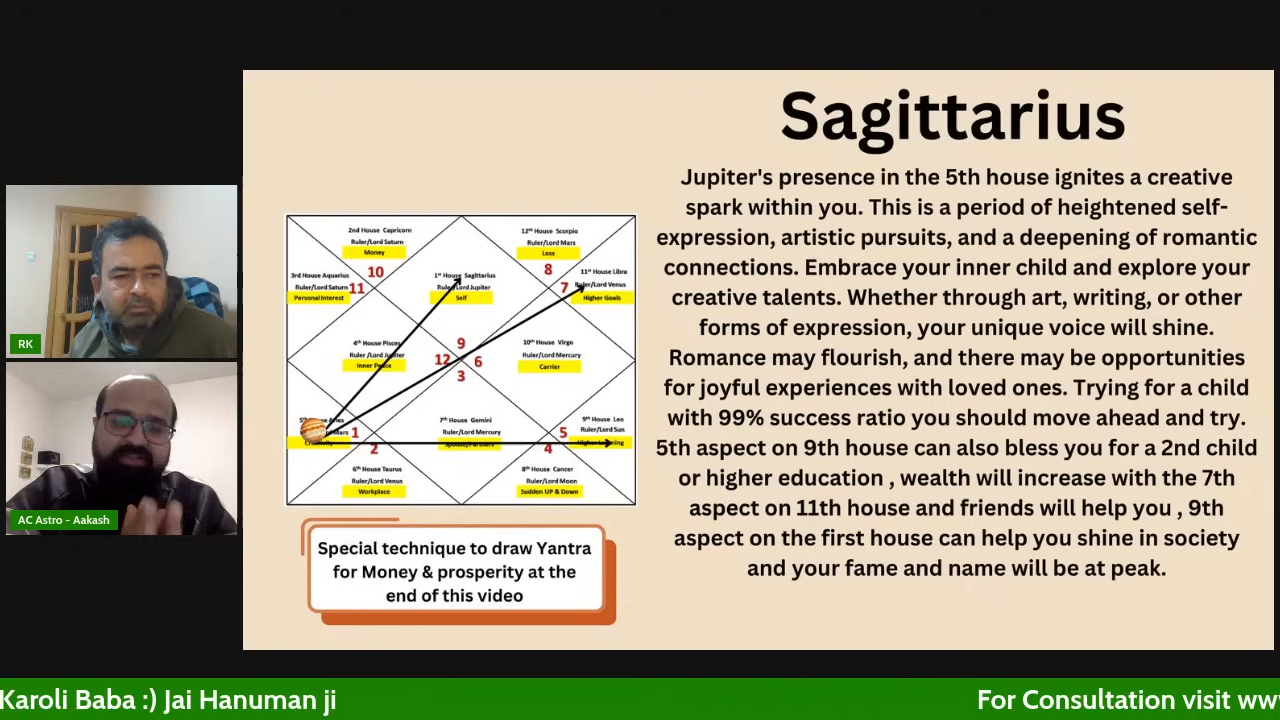 Sagittarius
Jupiter's presence in the 5th house ignites a creative
spark within you. This is a period of heightened self-
expression, artistic pursuits, and a deepening of romantic
connections. Embrace your inner child and explore your
creative talents. Whether through art, writing, or other
forms of expression, your unique voice will shine.
Romance may flourish, and there may be opportunities
for joyful experiences with loved ones. Trying for a child
with 99% success ratio you should move ahead and try.
5th aspect on 9th house can also bless you for a 2nd child
or higher education , wealth will increase with the 7th
aspect on 11th house and friends will help you , 9th
aspect on the first house can help you shine in society
and your fame and name will be at peak.
2nd House Capricorn
Ruler/Lord Saturn
Money
10
12th House Scorpio
Ruler/Lord Mars
Loss
8
3rd House Aquarius
Ruler/Lord Saturn
11
Personal Interest
1st House Sagittarius
Ruler/Lord Jupiter
Self
11th House Libra
Ruler/Lord Venus
7
Higher Goals
4th House Pisces
Ruler/Lord Jupiter
Inner Peace
9
12
6
3
10th House Virgo
Ruler/Lord Mercury
Carrier
Aries
Mars
1
2
7th House Gemini
Ruler/Lord Mercury
Spouse/Partners
9th House Leo
Ruler/Lord Sun
5
Higher Learning
4
6th House Taurus
Ruler/Lord Venus
Workplace
8th House Cancer
Ruler/Lord Moon
Sudden UP & Down
Special technique to draw Yantra
for Money & prosperity at the
end of this video
RK
AC Astro - Aakash
Karoli Baba :) Jai Hanuman ji
For Consultation visit ww